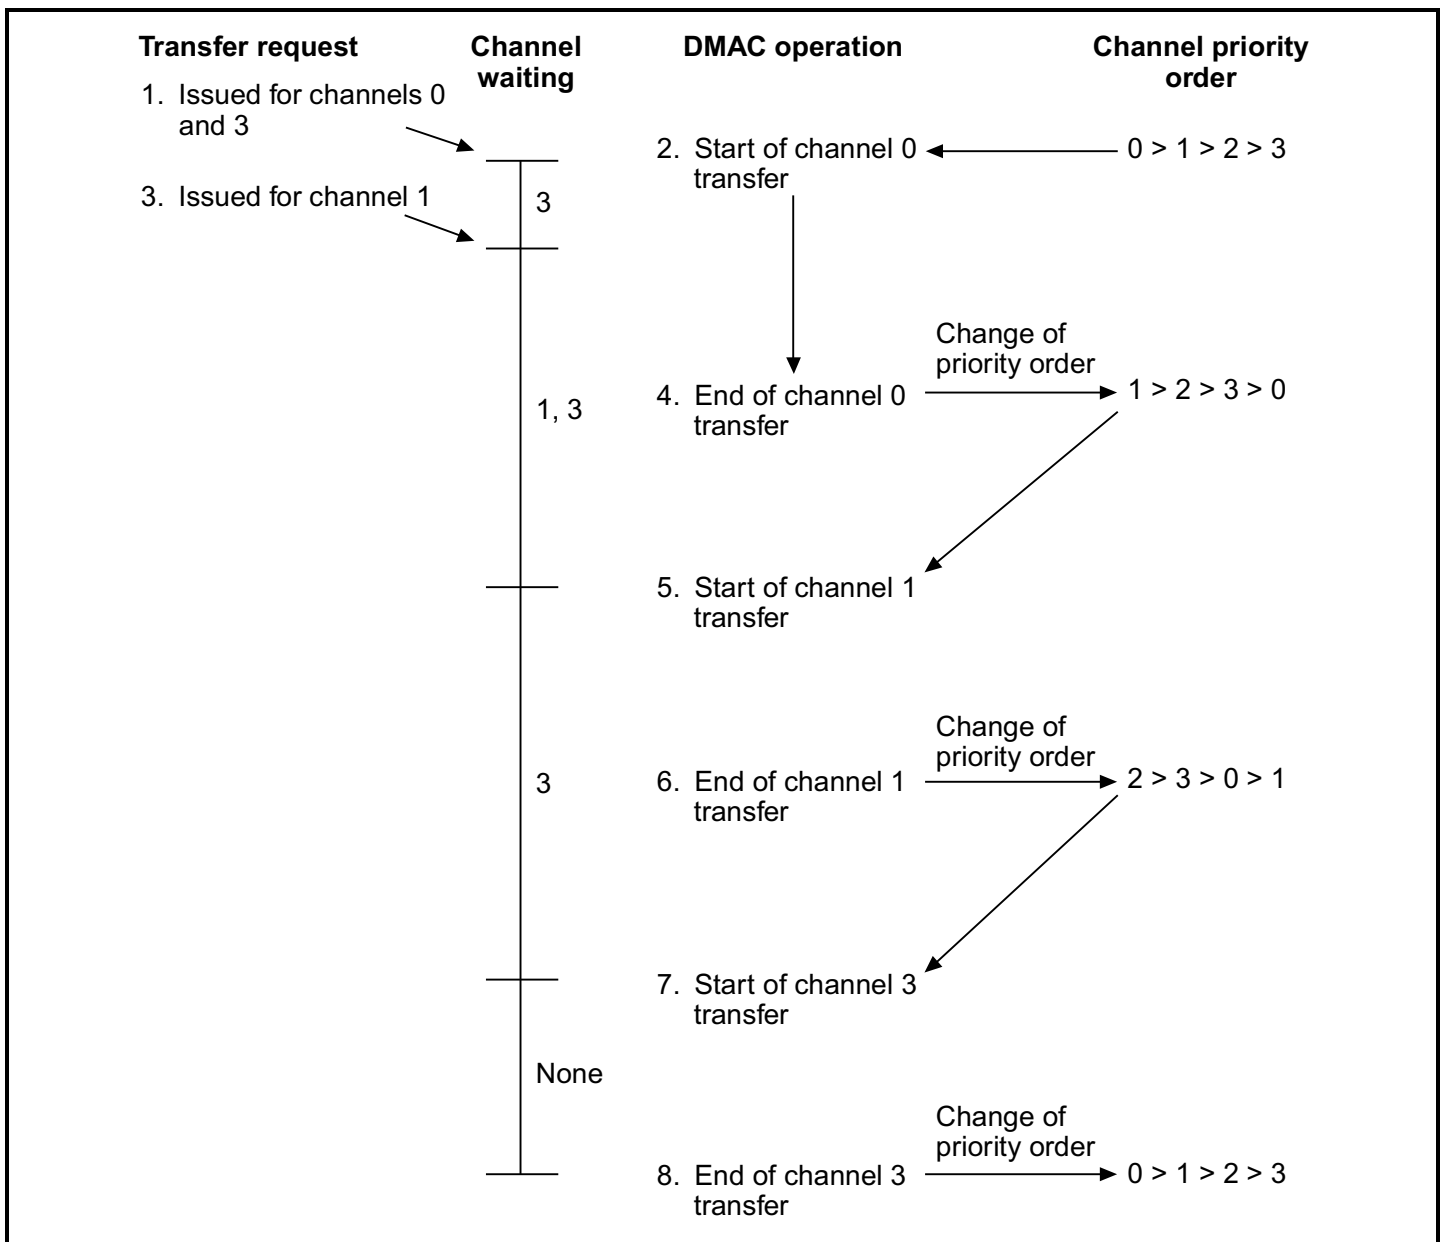 Transfer request
Channel
waiting
DMAC operation
Channel priority
order
1. Issued for channels 0
and 3
2. Start of channel 0
transfer
0 > 1 > 2 > 3
3. Issued for channel 1
3
Change of
priority order
4. End of channel 0
transfer
1 > 2 > 3 > 0
1, 3
5. Start of channel 1
transfer
Change of
priority order
3
6. End of channel 1
transfer
2 > 3 > 0 > 1
7. Start of channel 3
transfer
None
Change of
priority order
8. End of channel 3
transfer
0 > 1 > 2 > 3